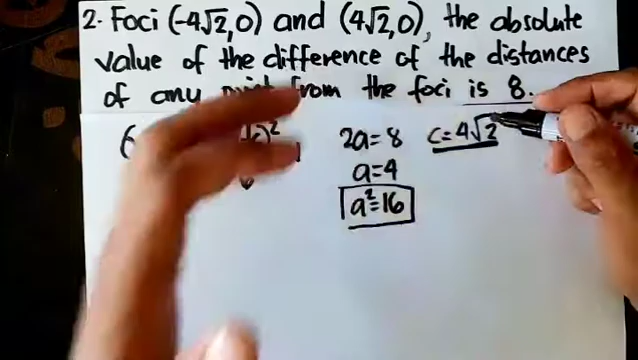 2. Foci (-4√2,0) and (4√2,0), the absolute
value of the difference of the distances
of any from the foci is 8.
2a=8 c=4√2
a=4
a²=16